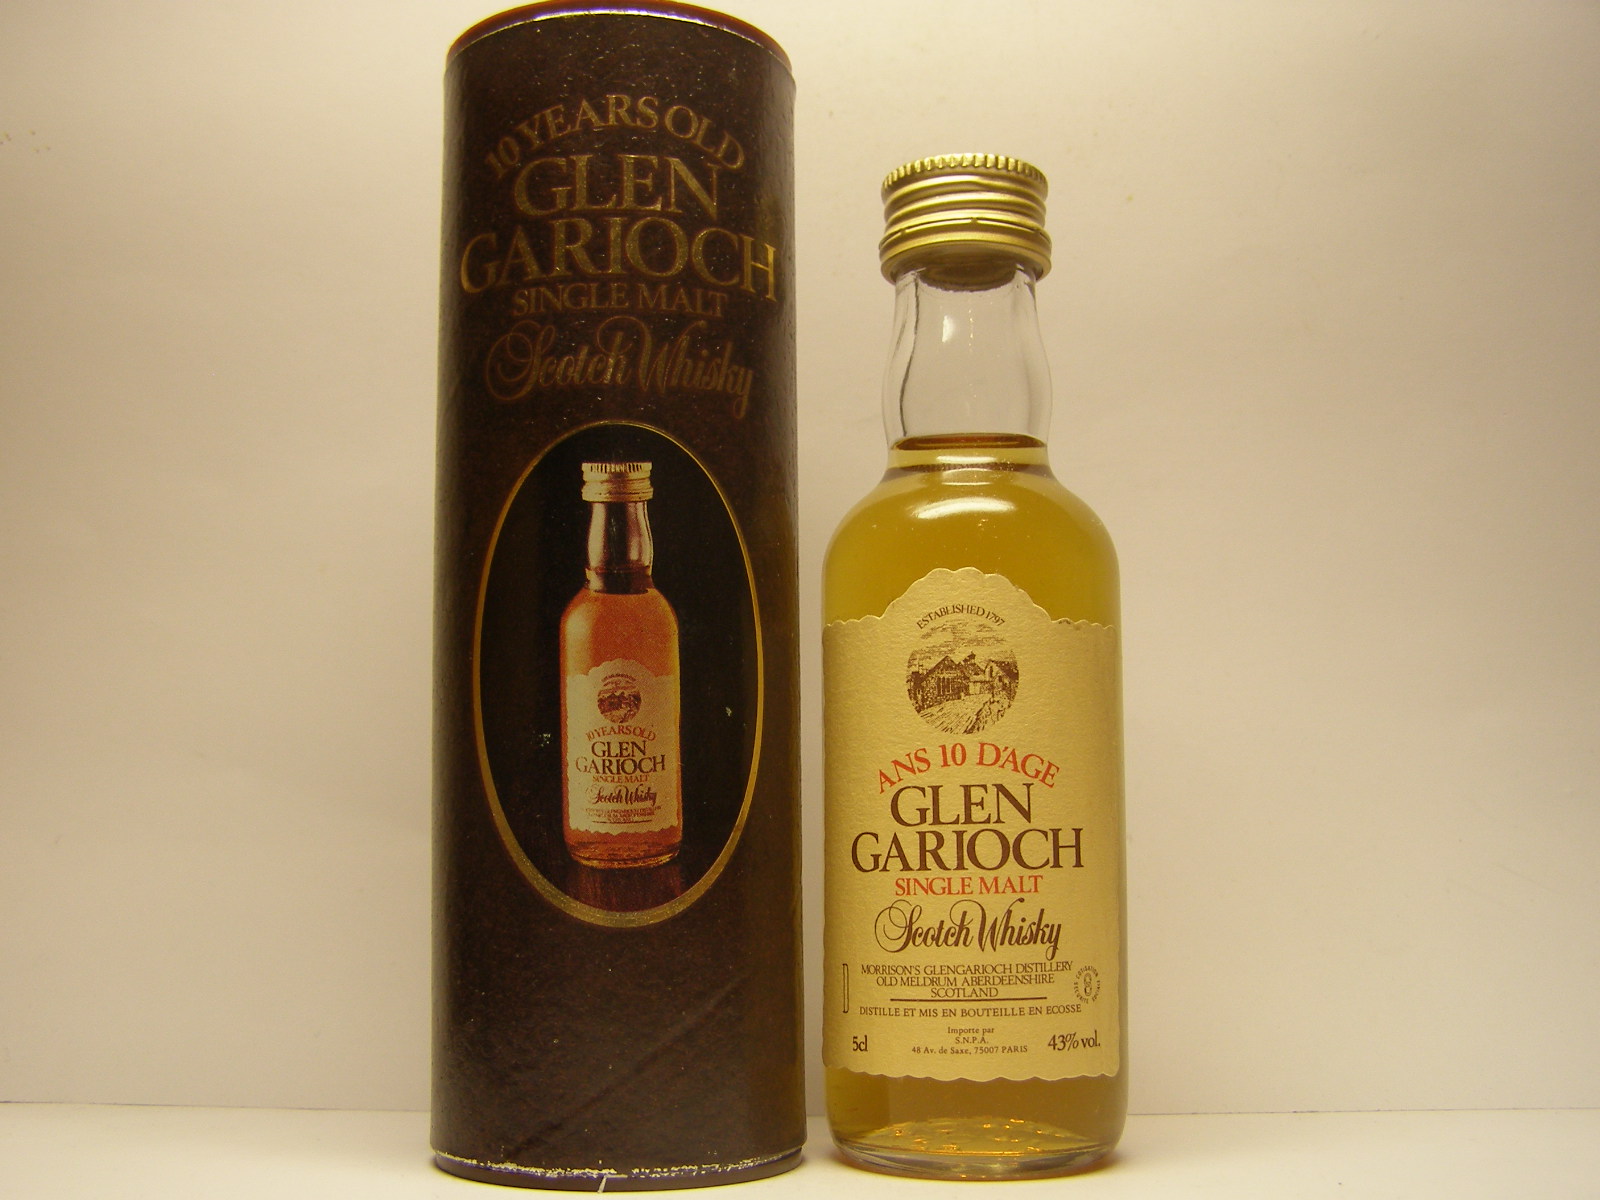 10 YEARS OLD
GLEN
GARIOCH
SINGLE MALT
Scotch Whisky
10 YEARS OLD
GLEN
GARIOCH
SINGLE MALT
Scotch Whisky
ESTABLISHED 1797
ANS 10 D'AGE
GLEN
GARIOCH
SINGLE MALT
Scotch Whisky
MORRISON'S GLENGARIOCH DISTILLERY
OLD MELDRUM ABERDEENSHIRE
SCOTLAND
DISTILLE ET MIS EN BOUTEILLE EN ECOSSE
Importe par
S.N.P.A.
48 Av. de Saxe, 75007 PARIS
5cl
43% vol.